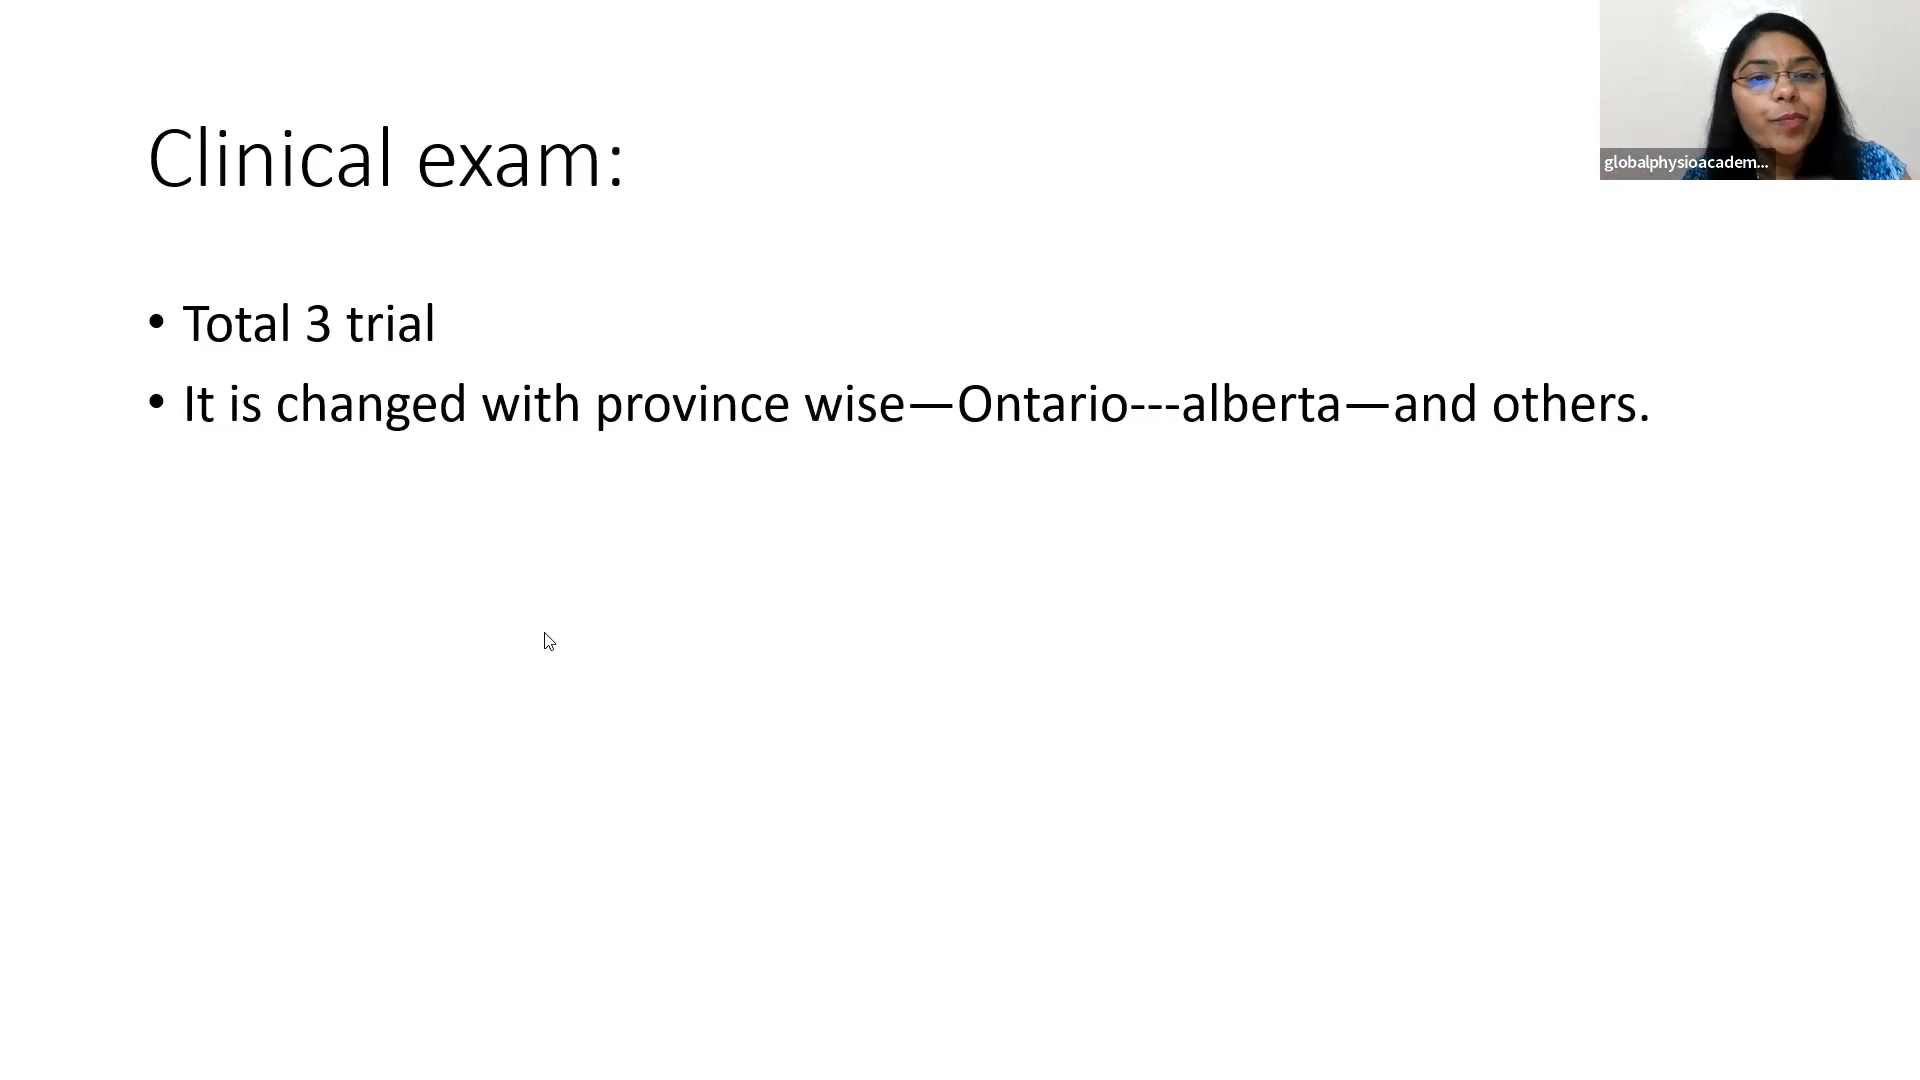 Clinical exam:
globalphysioacadem...
• Total 3 trial
• It is changed with province wise—Ontario---alberta—and others.